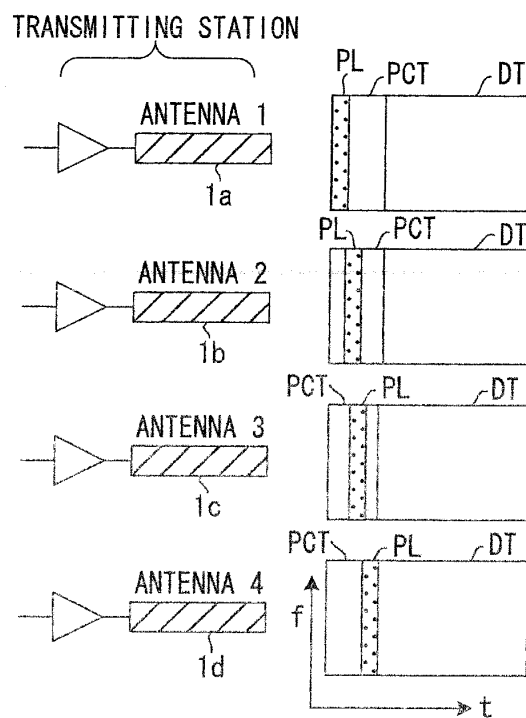 TRANSMITTING STATION
PL
PCT
DT
ANTENNA 1
1a
PL
PCT
DT
ANTENNA 2
1b
PCT
PL
DT
ANTENNA 3
1c
PCT
PL
DT
ANTENNA 4
1d
f
t